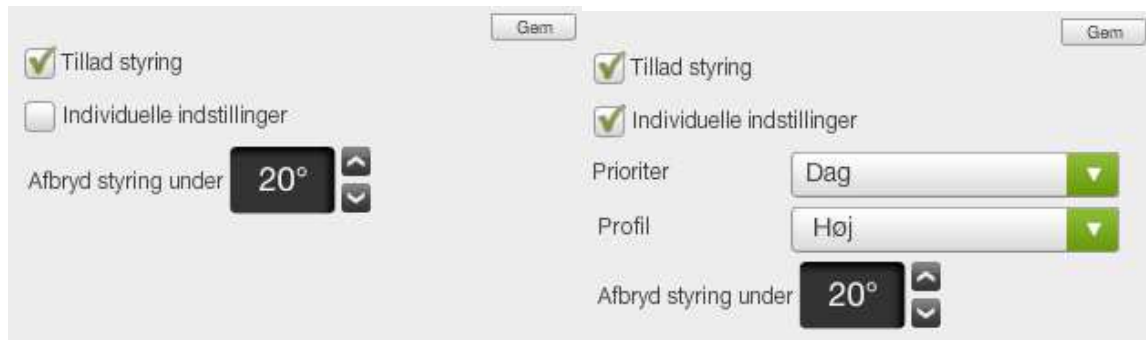 Gem
Tillad styring
Individuelle indstillinger
Afbryd styring under 20°
Gem
Tillad styring
Individuelle indstillinger
Prioriter Dag
Profil Høj
Afbryd styring under 20°